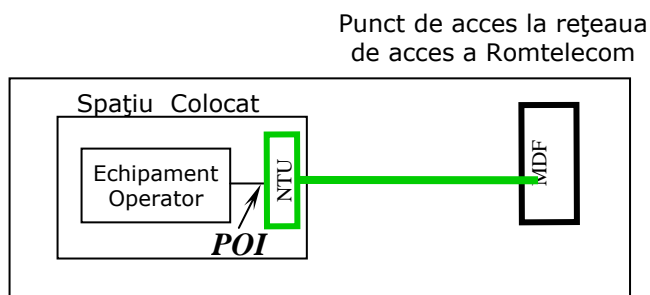 Punct de acces la reţeaua
de acces a Romtelecom
Spaţiu Colocat
Echipament
Operator
NTU
MDF
POI